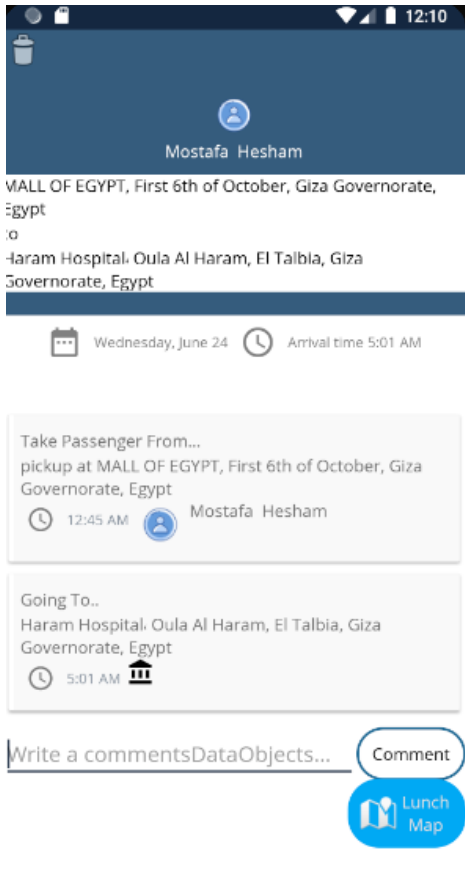 12:10
Mostafa Hesham
MALL OF EGYPT, First 6th of October, Giza Governorate,
Egypt
to
Haram Hospital، Oula Al Haram, El Talbia, Giza
Governorate, Egypt
Wednesday, June 24 Arrival time 5:01 AM
Take Passenger From...
pickup at MALL OF EGYPT, First 6th of October, Giza
Governorate, Egypt
12:45 AM Mostafa Hesham
Going To..
Haram Hospital، Oula Al Haram, El Talbia, Giza
Governorate, Egypt
5:01 AM
Write a commentsDataObjects... Comment
Lunch
Map